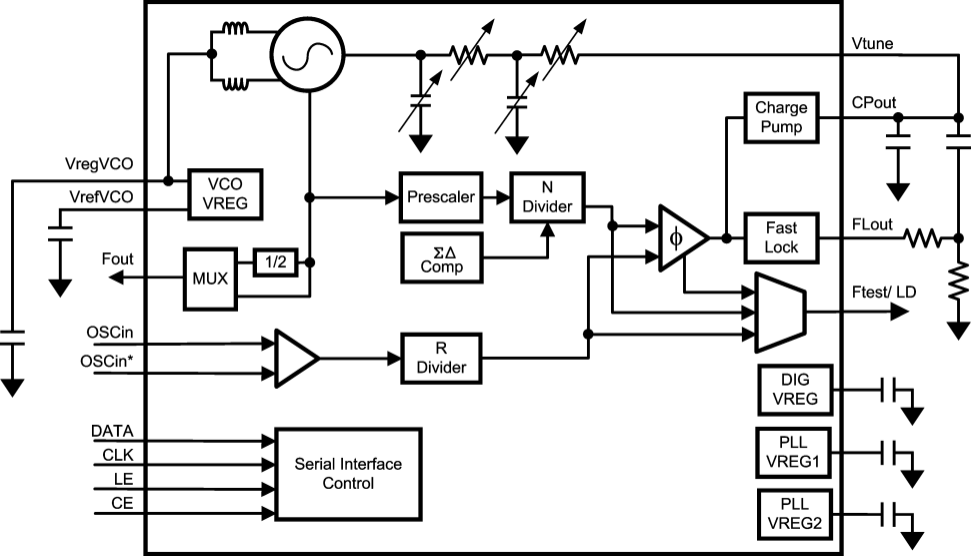 Vtune
Charge
Pump
CPout
VregVCO
VCO
VREG
VrefVCO
Prescaler
N
Divider
ΣΔ
Comp
ϕ
Fast
Lock
FLout
Fout
MUX
1/2
Ftest/ LD
OSCin
OSCin*
R
Divider
DIG
VREG
DATA
CLK
LE
CE
Serial Interface
Control
PLL
VREG1
PLL
VREG2